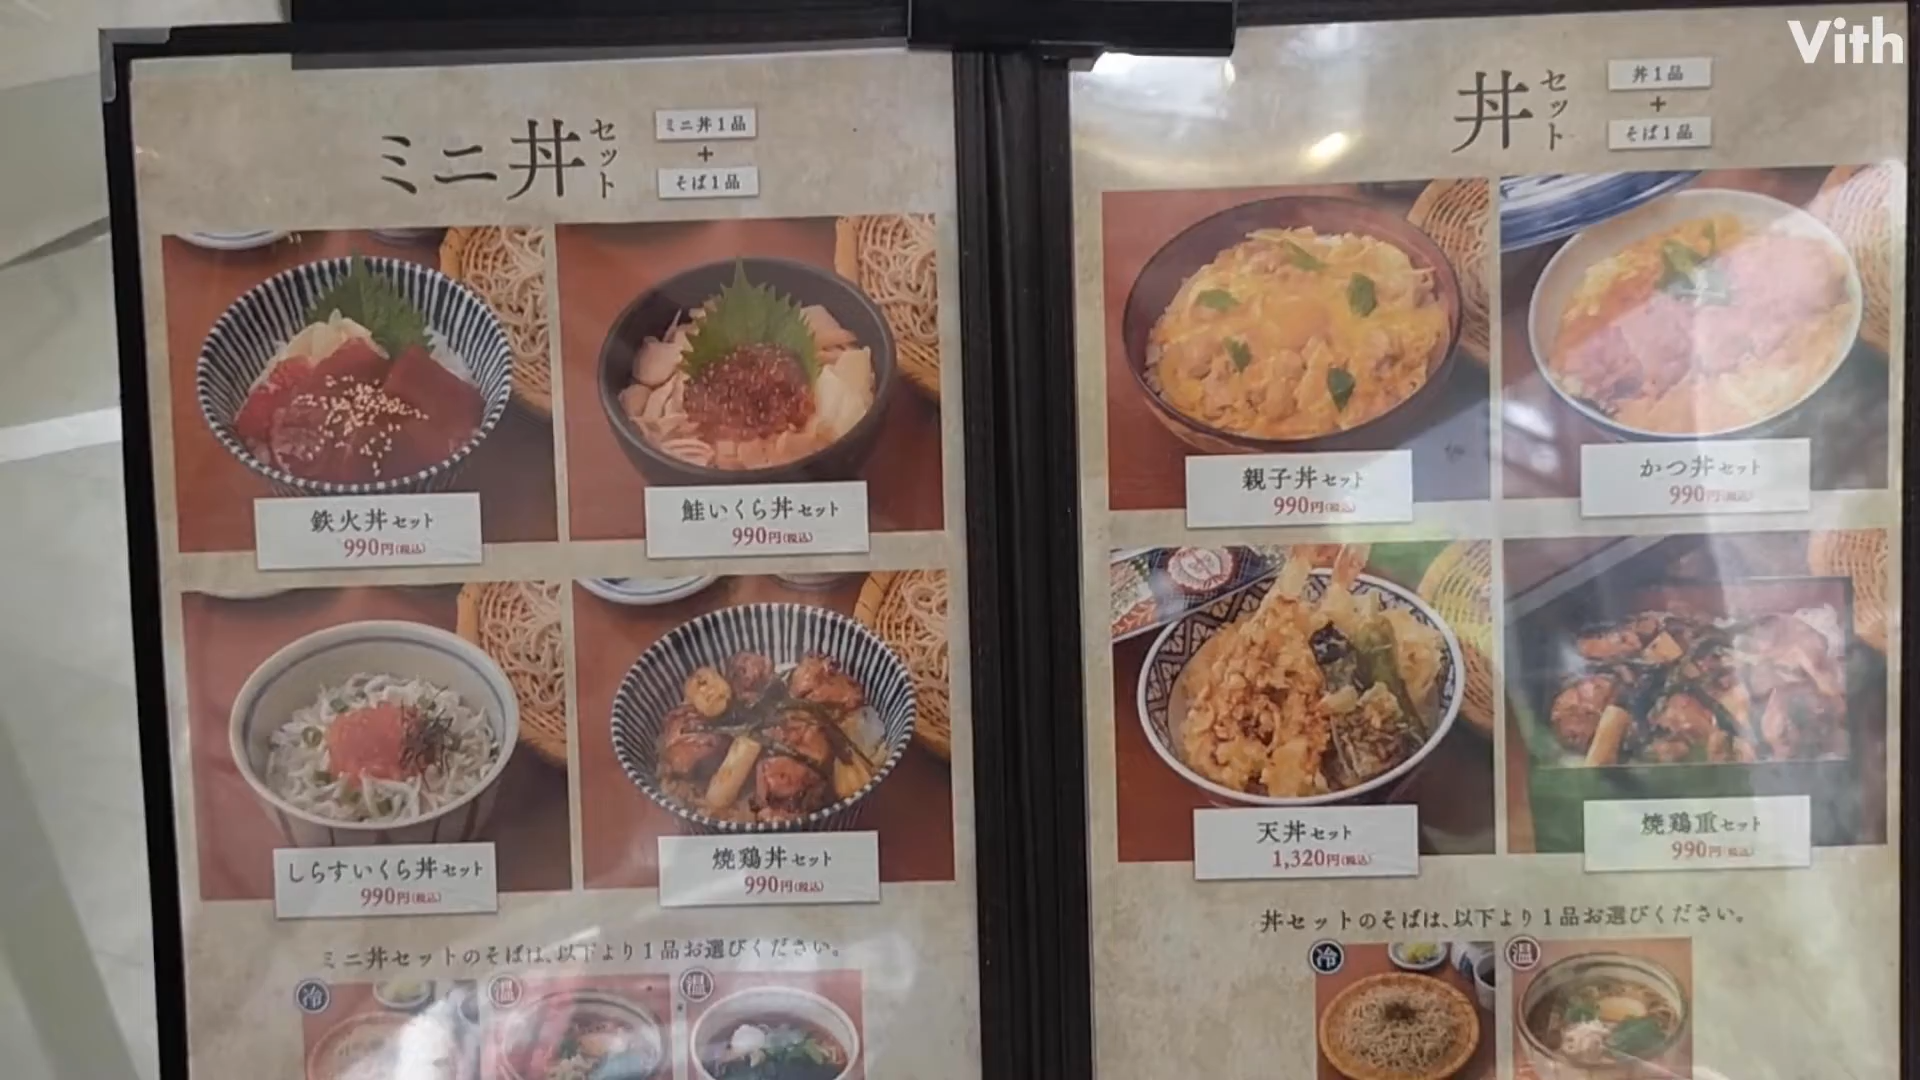 Vith
ミニ丼セット
ミニ丼1品
+
そば1品
鉄火丼セット
990円(税込)
鮭いくら丼セット
990円(税込)
しらすいくら丼セット
990円(税込)
焼鶏丼セット
990円(税込)
ミニ丼セットのそばは、以下より1品お選びください。
冷
温
温
丼セット
丼1品
+
そば1品
親子丼セット
990円(税込)
かつ丼セット
990円(税込)
天丼セット
1,320円(税込)
焼鶏重セット
990円(税込)
丼セットのそばは、以下より1品お選びください。
冷
温